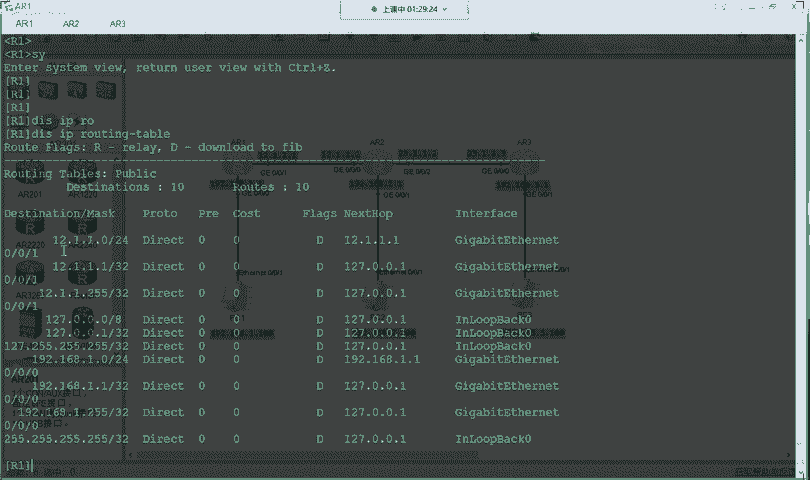 AR1
上课中 01:29:24
AR1 AR2 AR3
<R1>
<R1>sy
Enter system view, return user view with Ctrl+Z.
[R1]
[R1]
[R1]
[R1]dis ip ro
[R1]dis ip routing-table
Route Flags: R - relay, D - download to fib
Routing Tables: Public
Destinations : 10 Routes : 10
Destination/Mask Proto Pre Cost Flags NextHop Interface
12.1.1.0/24 Direct 0 0 D 12.1.1.1 GigabitEthernet
0/0/1
12.1.1.1/32 Direct 0 0 D 127.0.0.1 GigabitEthernet
0/0/1
12.1.1.255/32 Direct 0 0 D 127.0.0.1 GigabitEthernet
0/0/1
127.0.0.0/8 Direct 0 0 D 127.0.0.1 InLoopBack0
127.0.0.1/32 Direct 0 0 D 127.0.0.1 InLoopBack0
127.255.255.255/32 Direct 0 0 D 127.0.0.1 InLoopBack0
192.168.1.0/24 Direct 0 0 D 192.168.1.1 GigabitEthernet
0/0/0
192.168.1.1/32 Direct 0 0 D 127.0.0.1 GigabitEthernet
0/0/0
192.168.1.255/32 Direct 0 0 D 127.0.0.1 GigabitEthernet
0/0/0
255.255.255.255/32 Direct 0 0 D 127.0.0.1 InLoopBack0
[R1]
AR1 AR2 AR3
AR201
AR2220